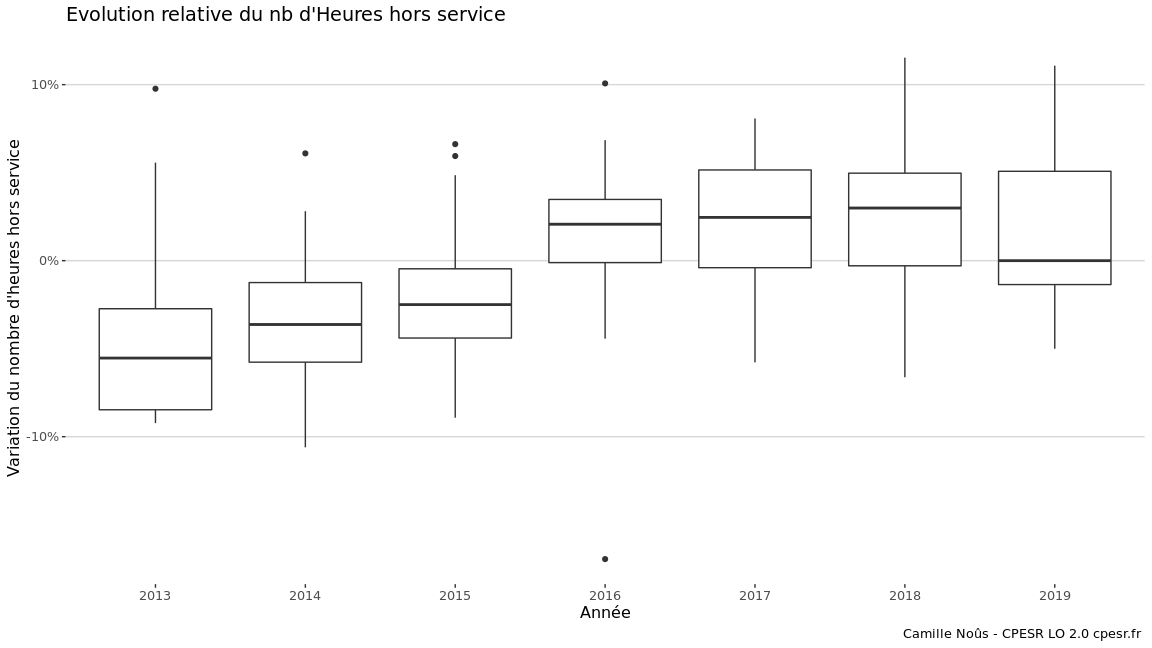 Evolution relative du nb d'Heures hors service
Variation du nombre d'heures hors service
10%
0%
-10%
2013 2014 2015 2016 2017 2018 2019
Année
Camille Noûs - CPESR LO 2.0 cpesr.fr